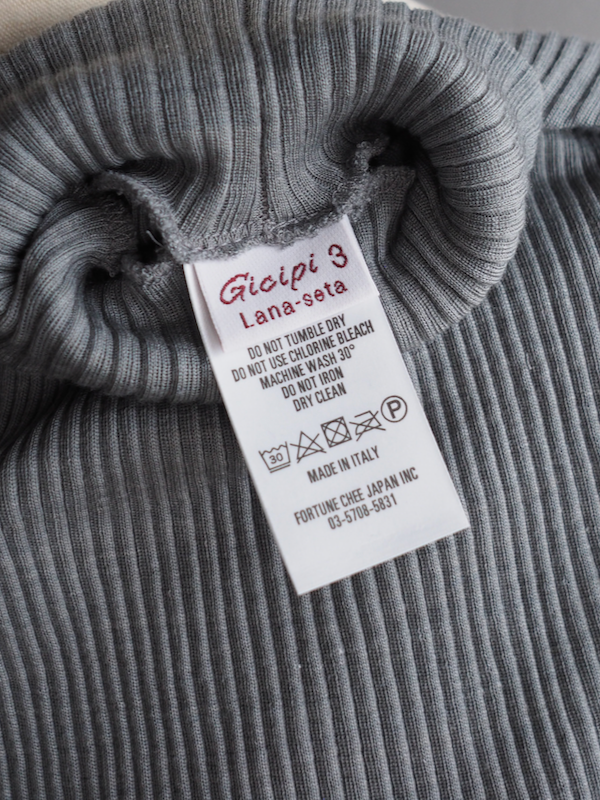 Gicipi 3
Lana-seta
DO NOT TUMBLE DRY
DO NOT USE CHLORINE BLEACH
MACHINE WASH 30°
DO NOT IRON
DRY CLEAN
30 P
MADE IN ITALY
FORTUNE CHEE JAPAN INC
03-5708-5831